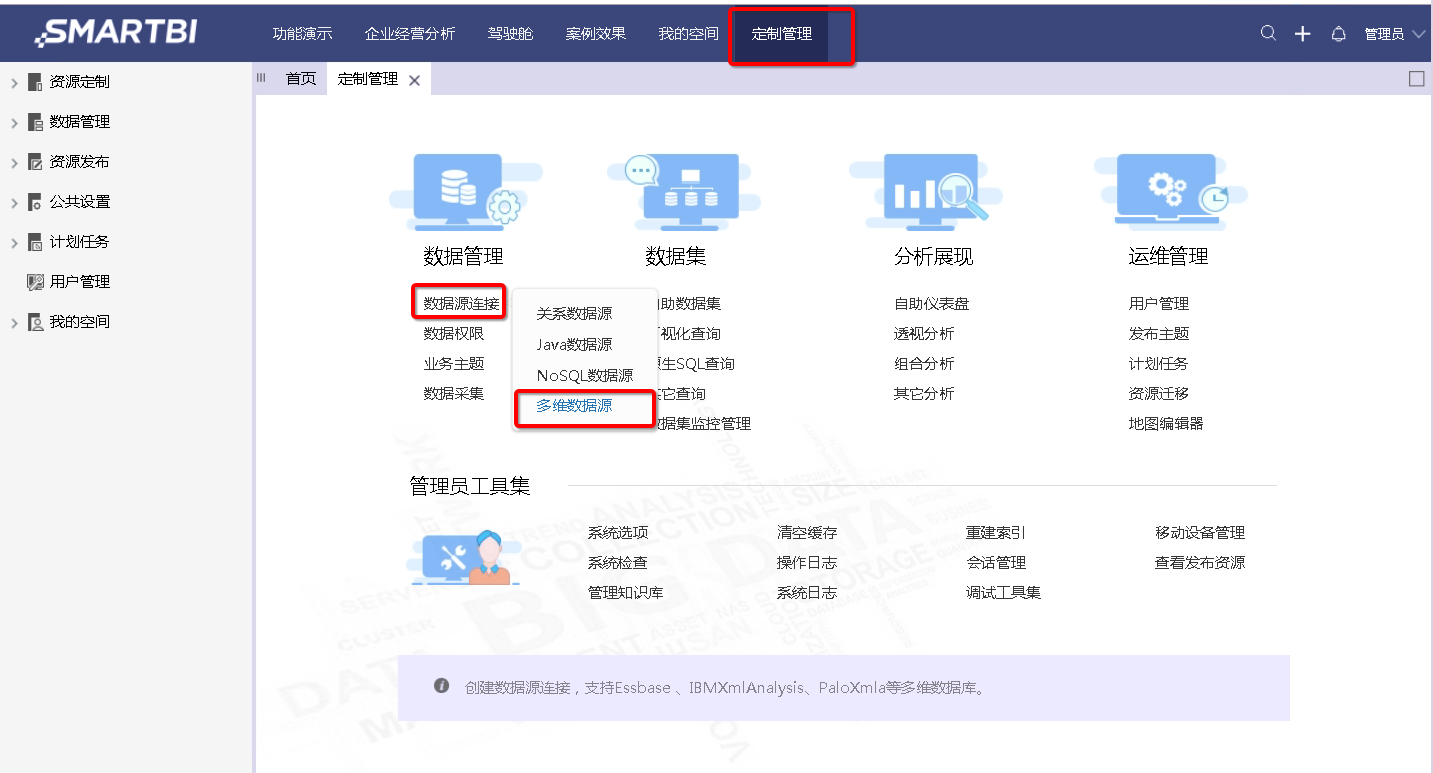 SMARTBI
功能演示 企业经营分析 驾驶舱 案例效果 我的空间 定制管理 管理员
首页 定制管理
资源定制
数据管理
资源发布
公共设置
计划任务
用户管理
我的空间
数据管理
数据源连接
数据权限
业务主题
数据采集
关系数据源
Java数据源
NoSQL数据源
多维数据源
数据集
助数据集
视化查询
生SQL查询
它查询
据集监控管理
分析展现
自助仪表盘
透视分析
组合分析
其它分析
运维管理
用户管理
发布主题
计划任务
资源迁移
地图编辑器
管理员工具集
系统选项 清空缓存 重建索引 移动设备管理
系统检查 操作日志 会话管理 查看发布资源
管理知识库 系统日志 调试工具集
BIG DATA
创建数据源连接，支持Essbase 、IBMXmlAnalysis、PaloXmla等多维数据库。